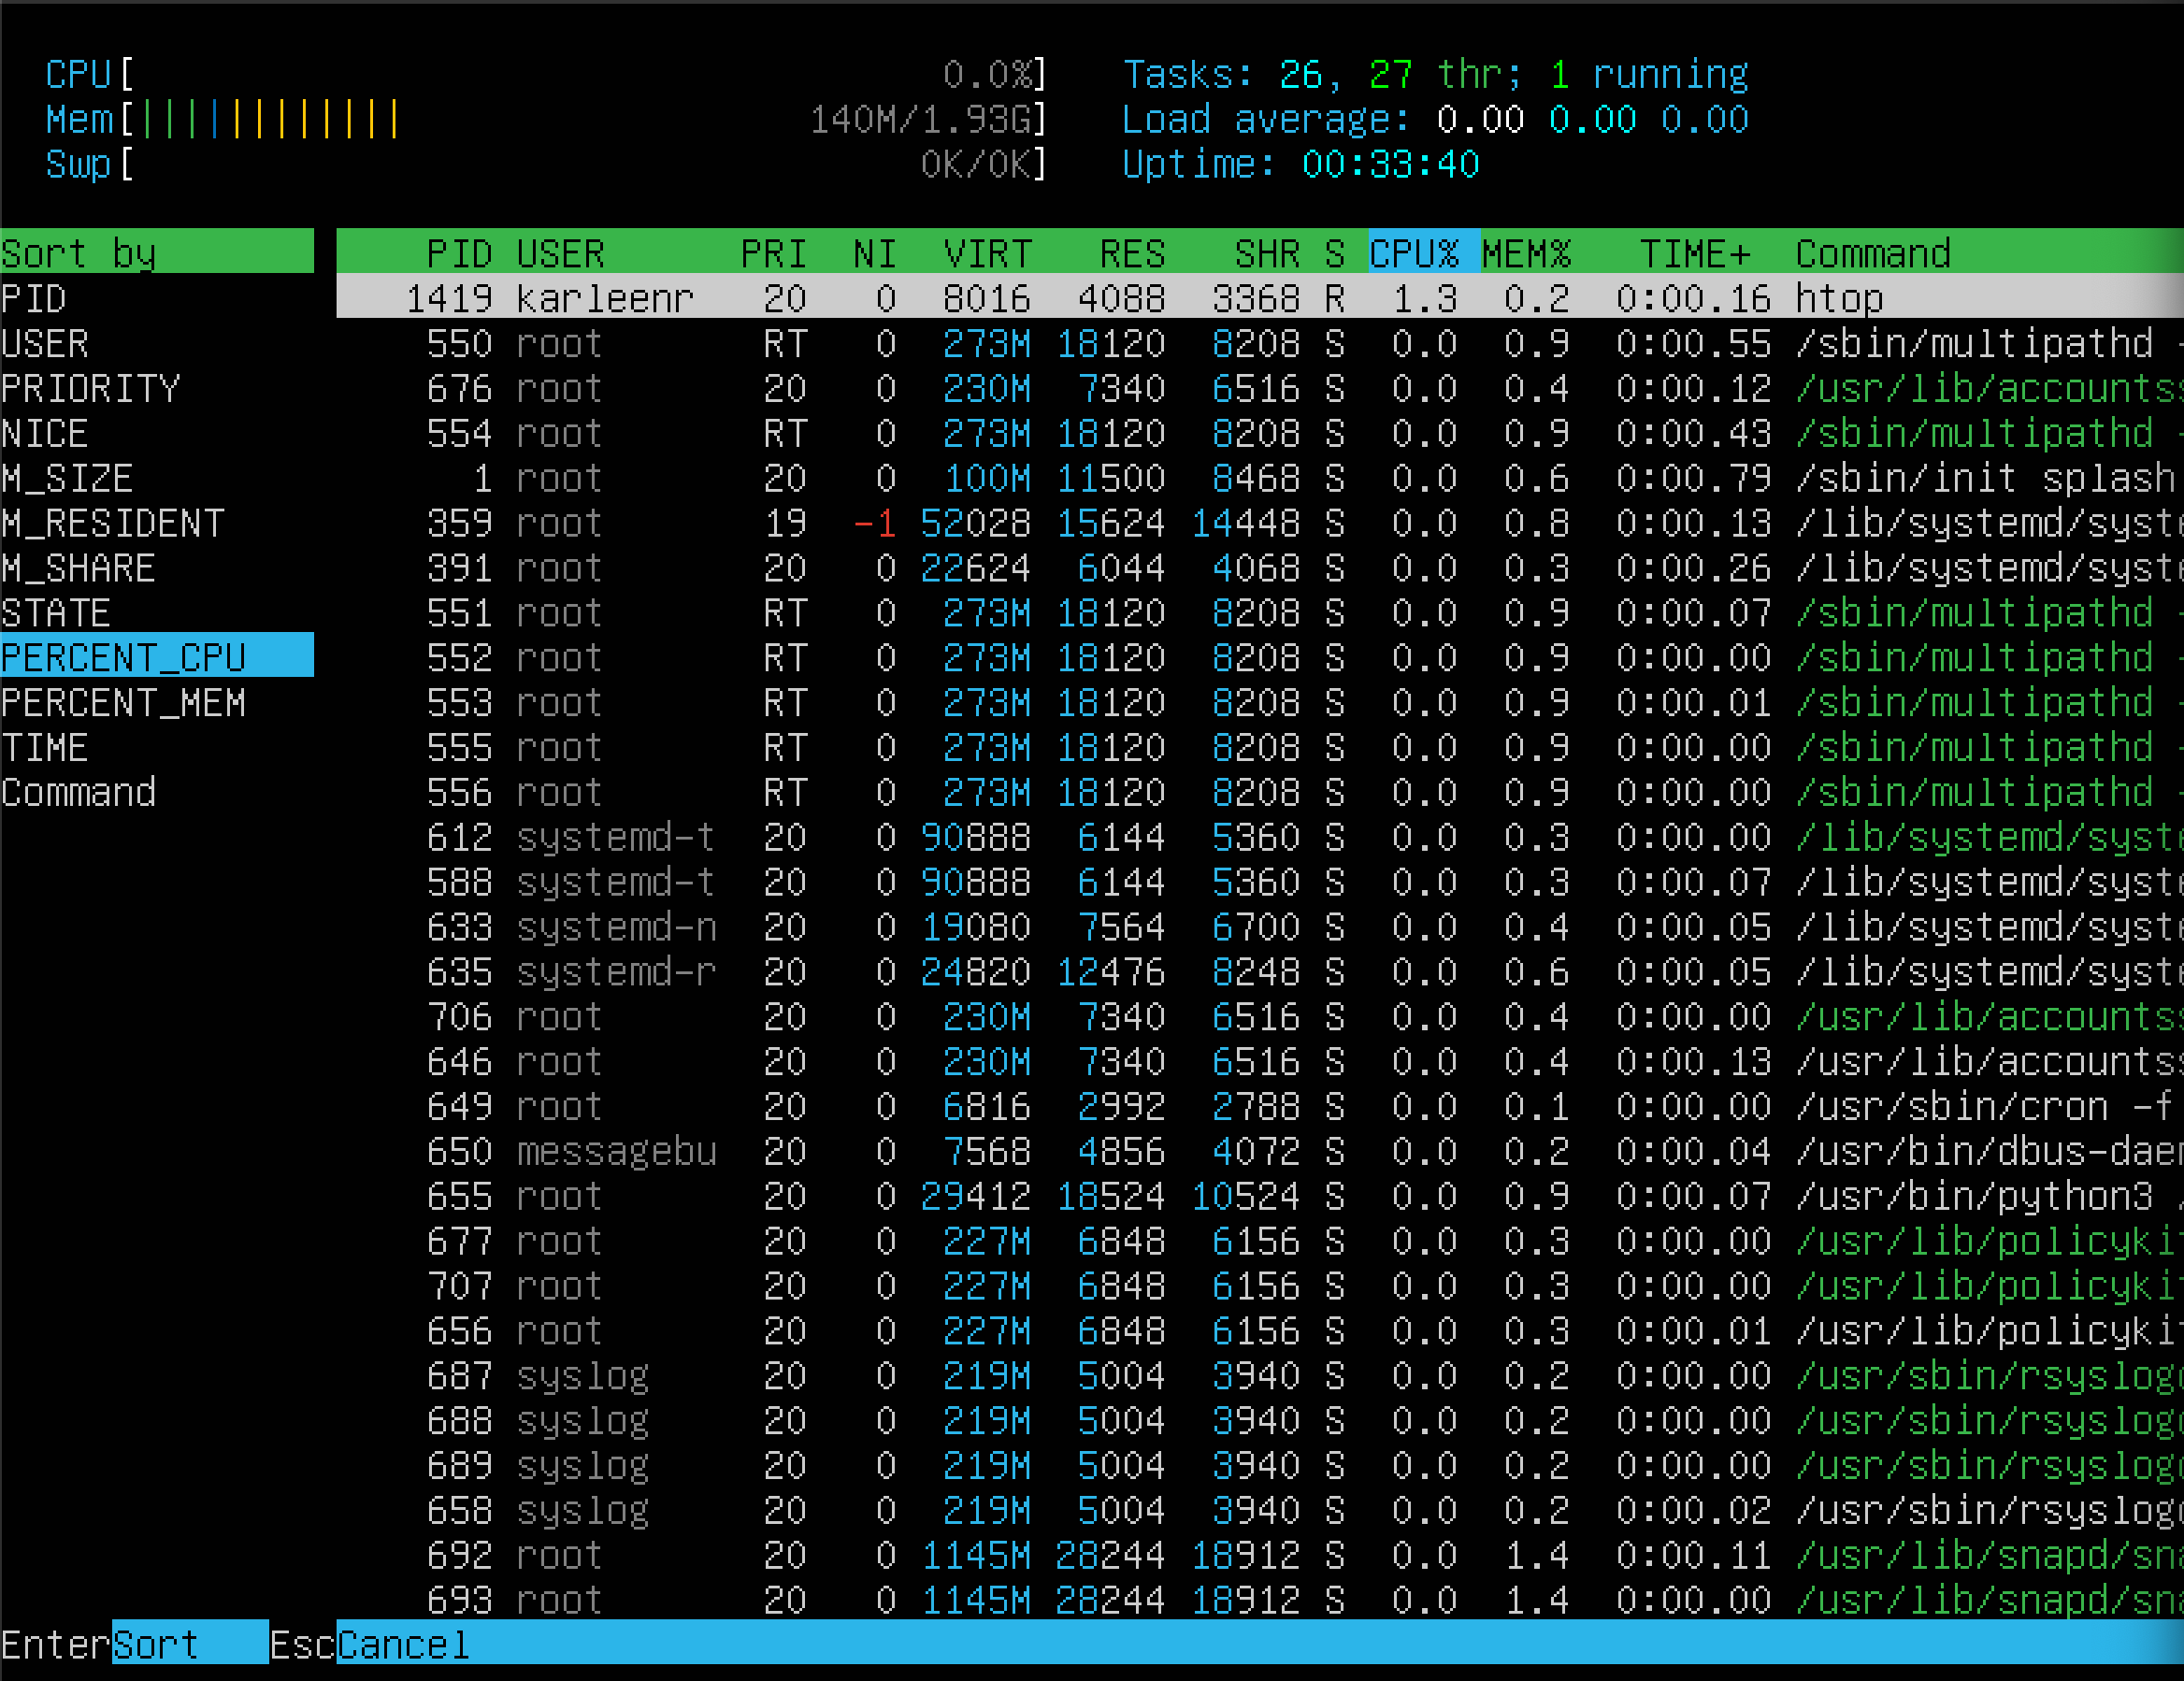 CPU[ 0.0%] Tasks: 26, 27 thr; 1 running
Mem[||||||||||||  140M/1.93G] Load average: 0.00 0.00 0.00
Swp[ 0K/0K] Uptime: 00:33:40
Sort by PID USER PRI NI VIRT RES SHR S CPU% MEM% TIME+ Command
PID 1419 karleenr 20 0 8016 4088 3368 R 1.3 0.2 0:00.16 htop
USER 550 root RT 0 273M 18120 8208 S 0.0 0.9 0:00.55 /sbin/multipathd -
PRIORITY 676 root 20 0 230M 7340 6516 S 0.0 0.4 0:00.12 /usr/lib/accountss
NICE 554 root RT 0 273M 18120 8208 S 0.0 0.9 0:00.43 /sbin/multipathd -
M_SIZE 1 root 20 0 100M 11500 8468 S 0.0 0.6 0:00.79 /sbin/init splash
M_RESIDENT 359 root 19 -1 52028 15624 14448 S 0.0 0.8 0:00.13 /lib/systemd/syste
M_SHARE 391 root 20 0 22624 6044 4068 S 0.0 0.3 0:00.26 /lib/systemd/syste
STATE 551 root RT 0 273M 18120 8208 S 0.0 0.9 0:00.07 /sbin/multipathd -
PERCENT_CPU 552 root RT 0 273M 18120 8208 S 0.0 0.9 0:00.00 /sbin/multipathd -
PERCENT_MEM 553 root RT 0 273M 18120 8208 S 0.0 0.9 0:00.01 /sbin/multipathd -
TIME 555 root RT 0 273M 18120 8208 S 0.0 0.9 0:00.00 /sbin/multipathd -
Command 556 root RT 0 273M 18120 8208 S 0.0 0.9 0:00.00 /sbin/multipathd -
612 systemd-t 20 0 90888 6144 5360 S 0.0 0.3 0:00.00 /lib/systemd/syste
588 systemd-t 20 0 90888 6144 5360 S 0.0 0.3 0:00.07 /lib/systemd/syste
633 systemd-n 20 0 19080 7564 6700 S 0.0 0.4 0:00.05 /lib/systemd/syste
635 systemd-r 20 0 24820 12476 8248 S 0.0 0.6 0:00.05 /lib/systemd/syste
706 root 20 0 230M 7340 6516 S 0.0 0.4 0:00.00 /usr/lib/accountss
646 root 20 0 230M 7340 6516 S 0.0 0.4 0:00.13 /usr/lib/accountss
649 root 20 0 6816 2992 2788 S 0.0 0.1 0:00.00 /usr/sbin/cron -f
650 messagebu 20 0 7568 4856 4072 S 0.0 0.2 0:00.04 /usr/bin/dbus-daem
655 root 20 0 29412 18524 10524 S 0.0 0.9 0:00.07 /usr/bin/python3 /
677 root 20 0 227M 6848 6156 S 0.0 0.3 0:00.00 /usr/lib/policykit
707 root 20 0 227M 6848 6156 S 0.0 0.3 0:00.00 /usr/lib/policykit
656 root 20 0 227M 6848 6156 S 0.0 0.3 0:00.01 /usr/lib/policykit
687 syslog 20 0 219M 5004 3940 S 0.0 0.2 0:00.00 /usr/sbin/rsyslogd
688 syslog 20 0 219M 5004 3940 S 0.0 0.2 0:00.00 /usr/sbin/rsyslogd
689 syslog 20 0 219M 5004 3940 S 0.0 0.2 0:00.00 /usr/sbin/rsyslogd
658 syslog 20 0 219M 5004 3940 S 0.0 0.2 0:00.02 /usr/sbin/rsyslogd
692 root 20 0 1145M 28244 18912 S 0.0 1.4 0:00.11 /usr/lib/snapd/sna
693 root 20 0 1145M 28244 18912 S 0.0 1.4 0:00.00 /usr/lib/snapd/sna
EnterSort EscCancel